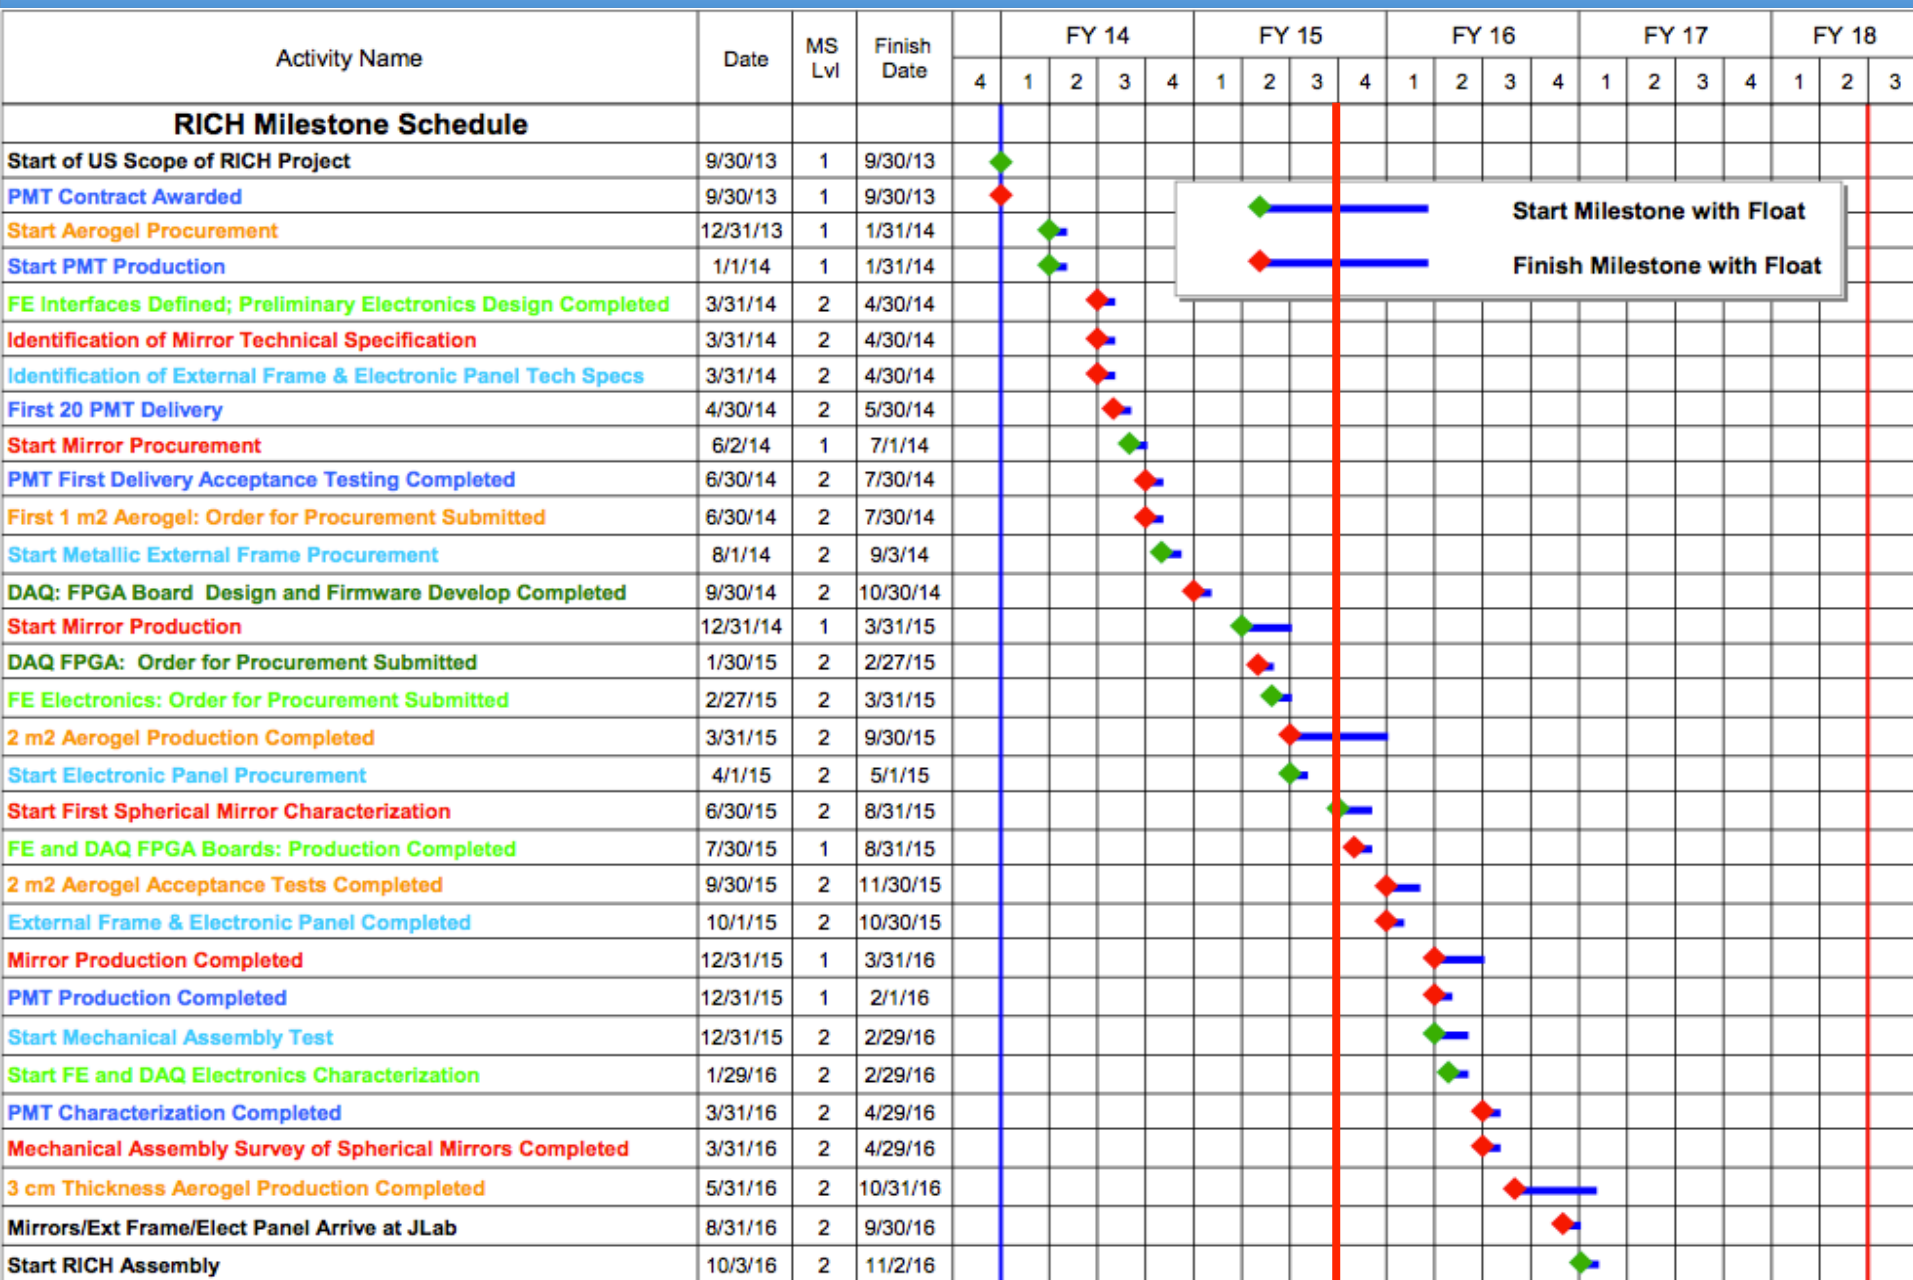 Activity Name Date MS Lvl Finish Date FY 14 FY 15 FY 16 FY 17 FY 18
4 1 2 3 4 1 2 3 4 1 2 3 4 1 2 3 4 1 2 3
RICH Milestone Schedule
Start of US Scope of RICH Project 9/30/13 1 9/30/13
PMT Contract Awarded 9/30/13 1 9/30/13
Start Milestone with Float
Start Aerogel Procurement 12/31/13 1 1/31/14
Start PMT Production 1/1/14 1 1/31/14
Finish Milestone with Float
FE Interfaces Defined; Preliminary Electronics Design Completed 3/31/14 2 4/30/14
Identification of Mirror Technical Specification 3/31/14 2 4/30/14
Identification of External Frame & Electronic Panel Tech Specs 3/31/14 2 4/30/14
First 20 PMT Delivery 4/30/14 2 5/30/14
Start Mirror Procurement 6/2/14 1 7/1/14
PMT First Delivery Acceptance Testing Completed 6/30/14 2 7/30/14
First 1 m2 Aerogel: Order for Procurement Submitted 6/30/14 2 7/30/14
Start Metallic External Frame Procurement 8/1/14 2 9/3/14
DAQ: FPGA Board Design and Firmware Develop Completed 9/30/14 2 10/30/14
Start Mirror Production 12/31/14 1 3/31/15
DAQ FPGA: Order for Procurement Submitted 1/30/15 2 2/27/15
FE Electronics: Order for Procurement Submitted 2/27/15 2 3/31/15
2 m2 Aerogel Production Completed 3/31/15 2 9/30/15
Start Electronic Panel Procurement 4/1/15 2 5/1/15
Start First Spherical Mirror Characterization 6/30/15 2 8/31/15
FE and DAQ FPGA Boards: Production Completed 7/30/15 1 8/31/15
2 m2 Aerogel Acceptance Tests Completed 9/30/15 2 11/30/15
External Frame & Electronic Panel Completed 10/1/15 2 10/30/15
Mirror Production Completed 12/31/15 1 3/31/16
PMT Production Completed 12/31/15 1 2/1/16
Start Mechanical Assembly Test 12/31/15 2 2/29/16
Start FE and DAQ Electronics Characterization 1/29/16 2 2/29/16
PMT Characterization Completed 3/31/16 2 4/29/16
Mechanical Assembly Survey of Spherical Mirrors Completed 3/31/16 2 4/29/16
3 cm Thickness Aerogel Production Completed 5/31/16 2 10/31/16
Mirrors/Ext Frame/Elect Panel Arrive at JLab 8/31/16 2 9/30/16
Start RICH Assembly 10/3/16 2 11/2/16